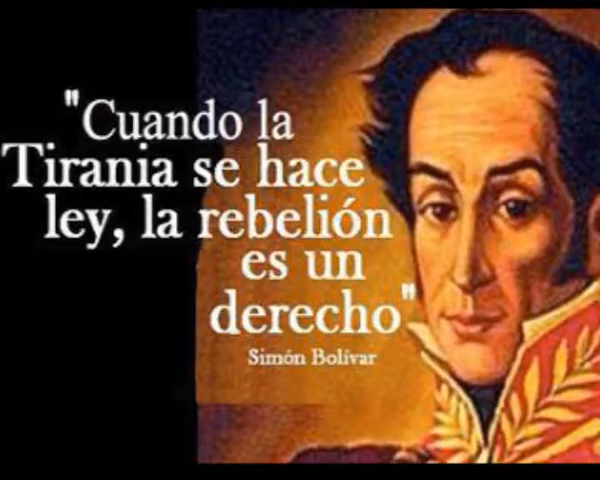 "Cuando la
Tirania se hace
ley, la rebelión
es un
derecho"
Simón Bolívar